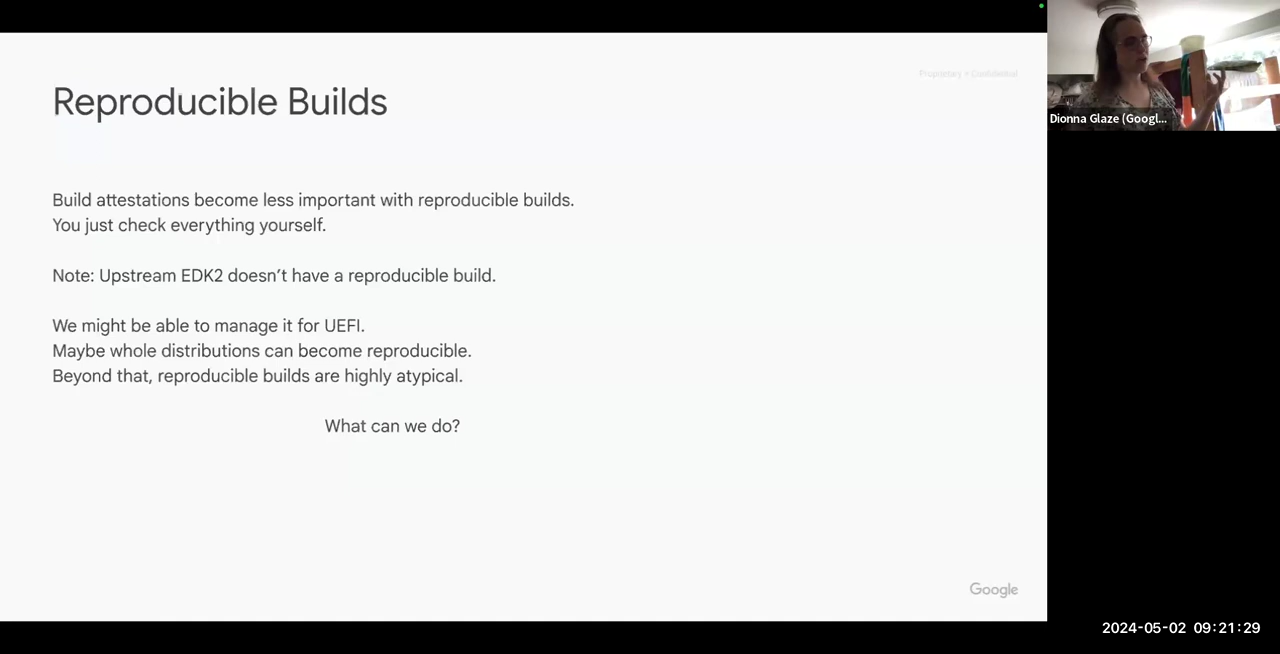 Proprietary + Confidential
Reproducible Builds
Build attestations become less important with reproducible builds.
You just check everything yourself.
Note: Upstream EDK2 doesn't have a reproducible build.
We might be able to manage it for UEFI.
Maybe whole distributions can become reproducible.
Beyond that, reproducible builds are highly atypical.
What can we do?
Google
Dionna Glaze (Googl...
2024-05-02 09:21:29